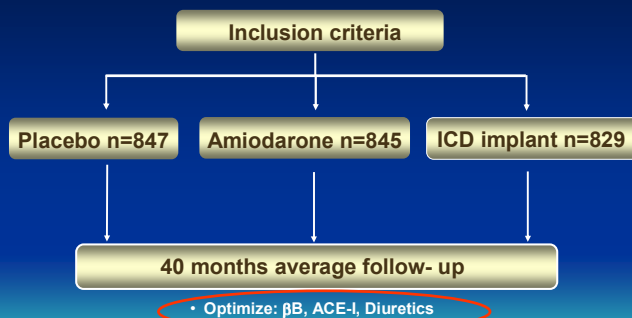 Inclusion criteria
Placebo n=847
Amiodarone n=845
ICD implant n=829
40 months average follow- up
• Optimize: βB, ACE-I, Diuretics